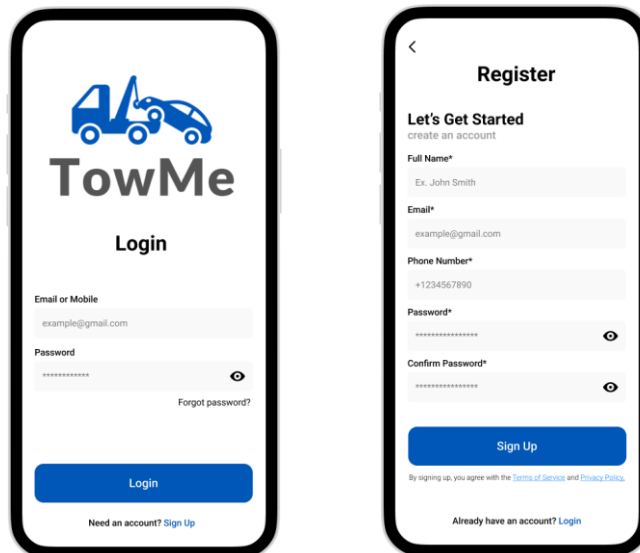 TowMe
Login
Email or Mobile
example@gmail.com
Password
************
Forgot password?
Login
Need an account? Sign Up
Register
Let's Get Started
create an account
Full Name*
Ex. John Smith
Email*
example@gmail.com
Phone Number*
+1234567890
Password*
****************
Confirm Password*
****************
Sign Up
By signing up, you agree with the Terms of Service and Privacy Policy.
Already have an account? Login